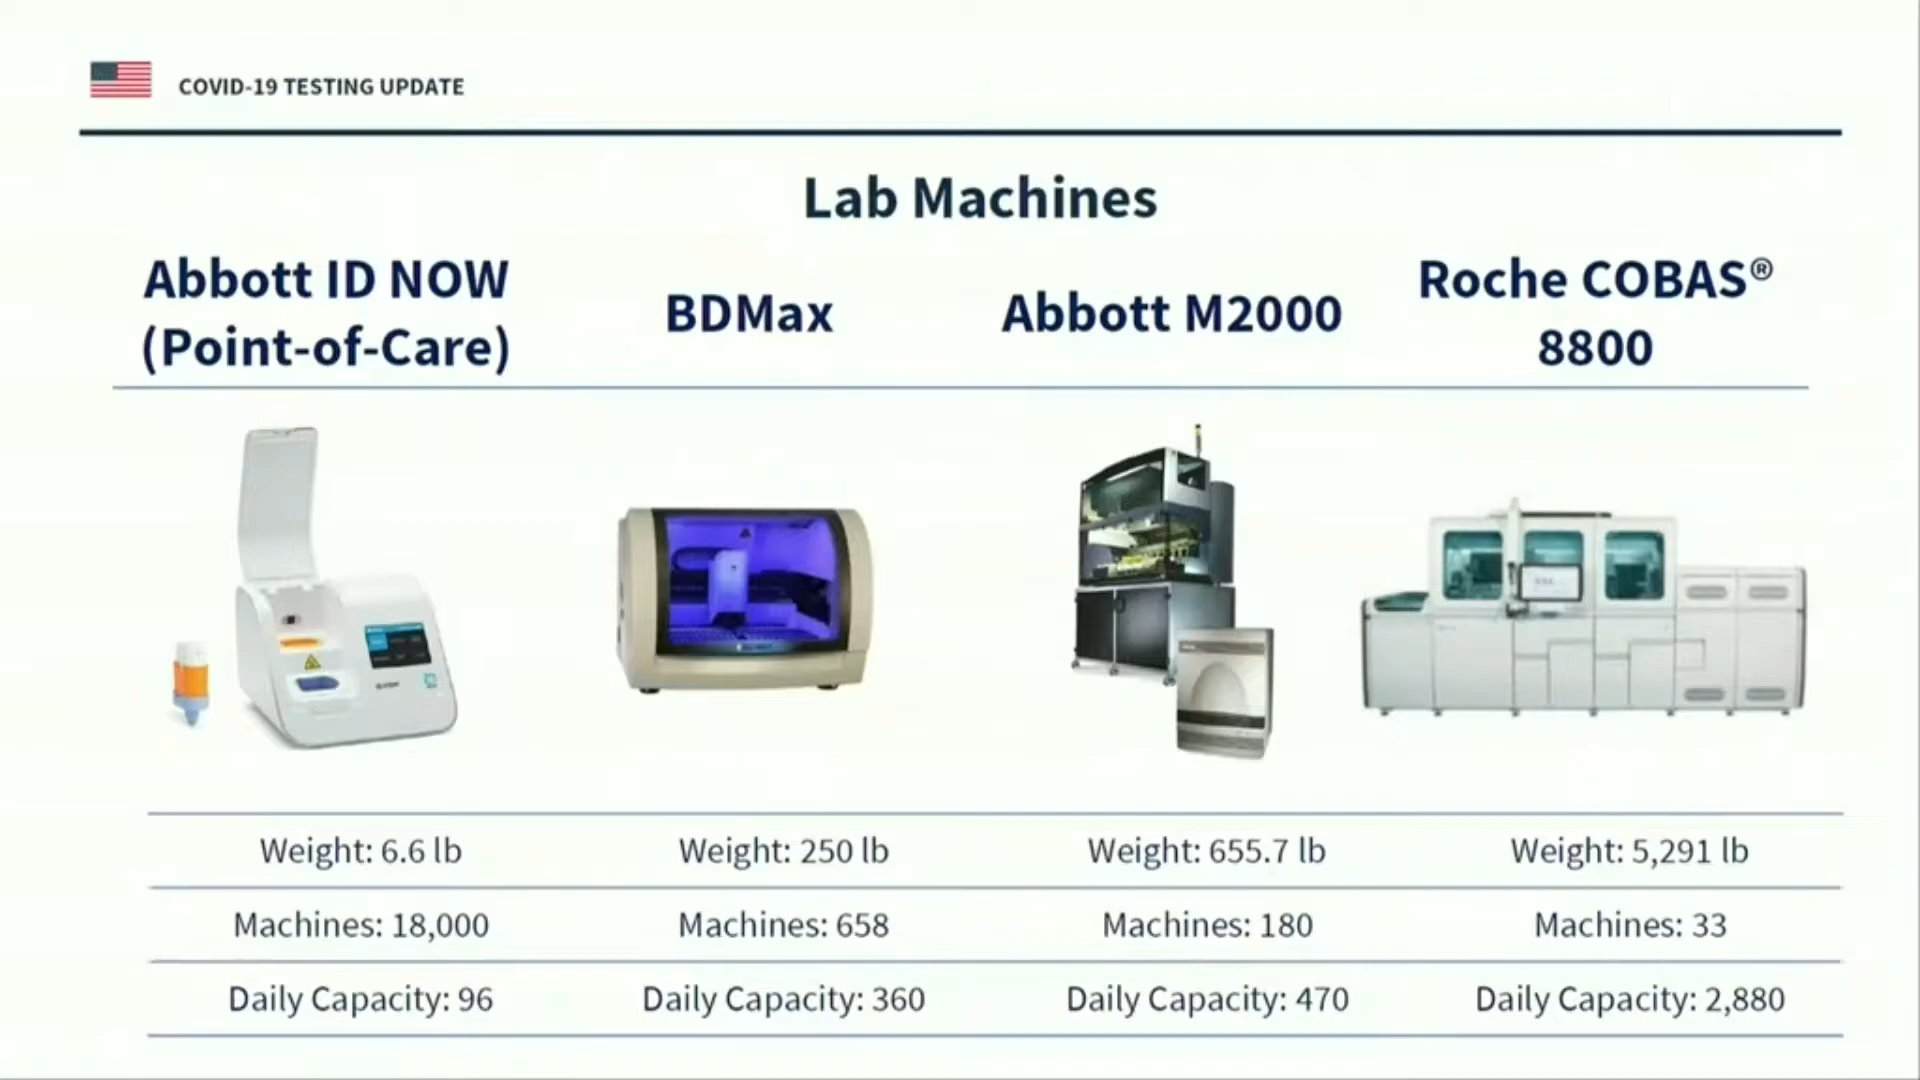 COVID-19 TESTING UPDATE
Lab Machines
Abbott ID NOW
(Point-of-Care)
BDMax
Abbott M2000
Roche COBAS®
8800
Weight: 6.6 lb
Weight: 250 lb
Weight: 655.7 lb
Weight: 5,291 lb
Machines: 18,000
Machines: 658
Machines: 180
Machines: 33
Daily Capacity: 96
Daily Capacity: 360
Daily Capacity: 470
Daily Capacity: 2,880